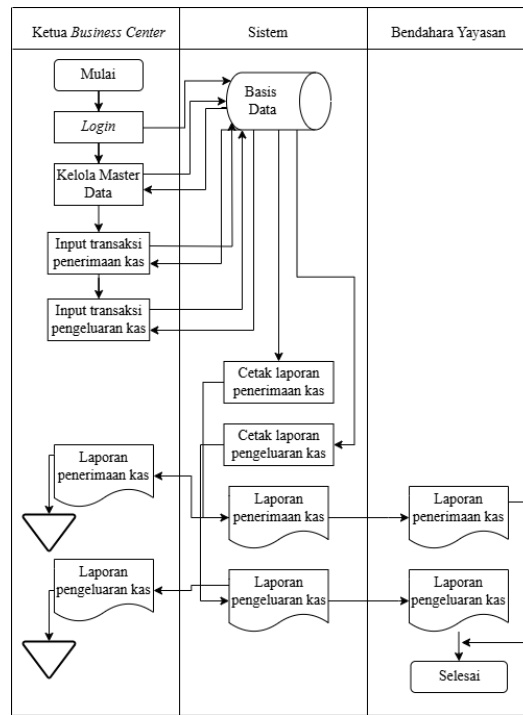 Ketua Business Center
Sistem
Bendahara Yayasan
Mulai
Login
Basis
Data
Kelola Master
Data
Input transaksi
penerimaan kas
Input transaksi
pengeluaran kas
Cetak laporan
penerimaan kas
Cetak laporan
pengeluaran kas
Laporan
penerimaan kas
Laporan
penerimaan kas
Laporan
penerimaan kas
Laporan
pengeluaran kas
Laporan
pengeluaran kas
Laporan
pengeluaran kas
Selesai